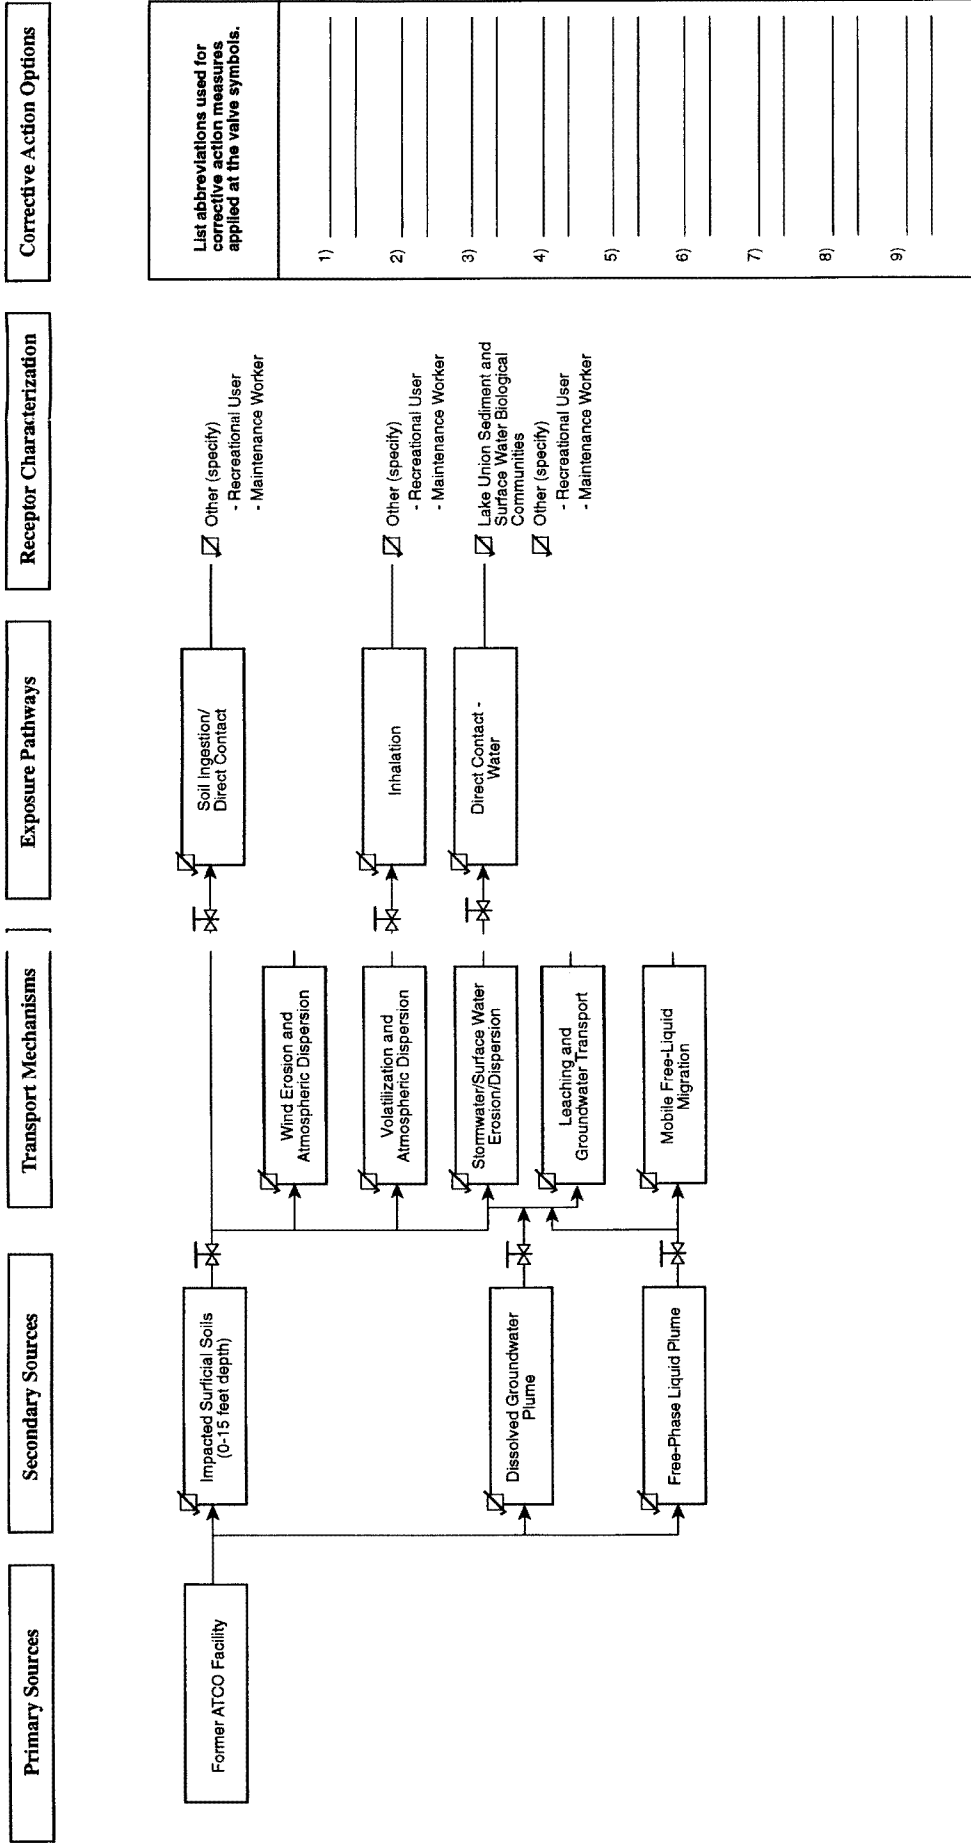 Primary Sources
Secondary Sources
Transport Mechanisms
Exposure Pathways
Receptor Characterization
Corrective Action Options
Former ATCO Facility
Impacted Surficial Soils
(0-15 feet depth)
Dissolved Groundwater
Plume
Free-Phase Liquid Plume
Wind Erosion and
Atmospheric Dispersion
Volatilization and
Atmospheric Dispersion
Stormwater/Surface Water
Erosion/Dispersion
Leaching and
Groundwater Transport
Mobile Free-Liquid
Migration
Soil Ingestion/
Direct Contact
Inhalation
Direct Contact -
Water
Other (specify)
- Recreational User
- Maintenance Worker
Other (specify)
- Recreational User
- Maintenance Worker
Lake Union Sediment and
Surface Water Biological
Communities
Other (specify)
- Recreational User
- Maintenance Worker
List abbreviations used for
corrective action measures
applied at the valve symbols.
1)
2)
3)
4)
5)
6)
7)
8)
9)